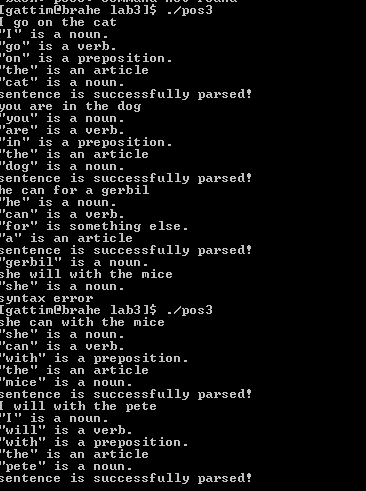 [gattim@brahe lab3]$ ./pos3
I go on the cat
"I" is a noun.
"go" is a verb.
"on" is a preposition.
"the" is an article
"cat" is a noun.
sentence is successfully parsed!
you are in the dog
"you" is a noun.
"are" is a verb.
"in" is a preposition.
"the" is an article
"dog" is a noun.
sentence is successfully parsed!
he can for a gerbil
"he" is a noun.
"can" is a verb.
"for" is something else.
"a" is an article
sentence is successfully parsed!
"gerbil" is a noun.
she will with the mice
"she" is a noun.
syntax error
[gattim@brahe lab3]$ ./pos3
she can with the mice
"she" is a noun.
"can" is a verb.
"with" is a preposition.
"the" is an article
"mice" is a noun.
sentence is successfully parsed!
I will with the pete
"I" is a noun.
"will" is a verb.
"with" is a preposition.
"the" is an article
"pete" is a noun.
sentence is successfully parsed!